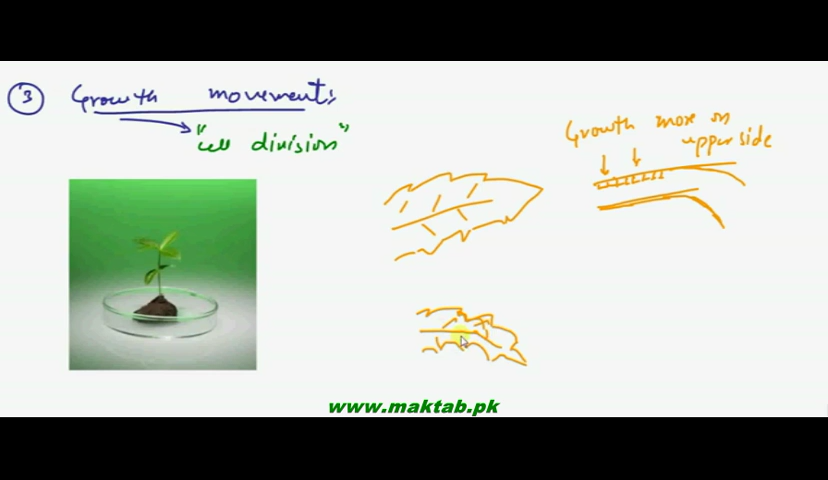 3 Growth movements
"cell division"
Growth more on
upper side
www.maktab.pk